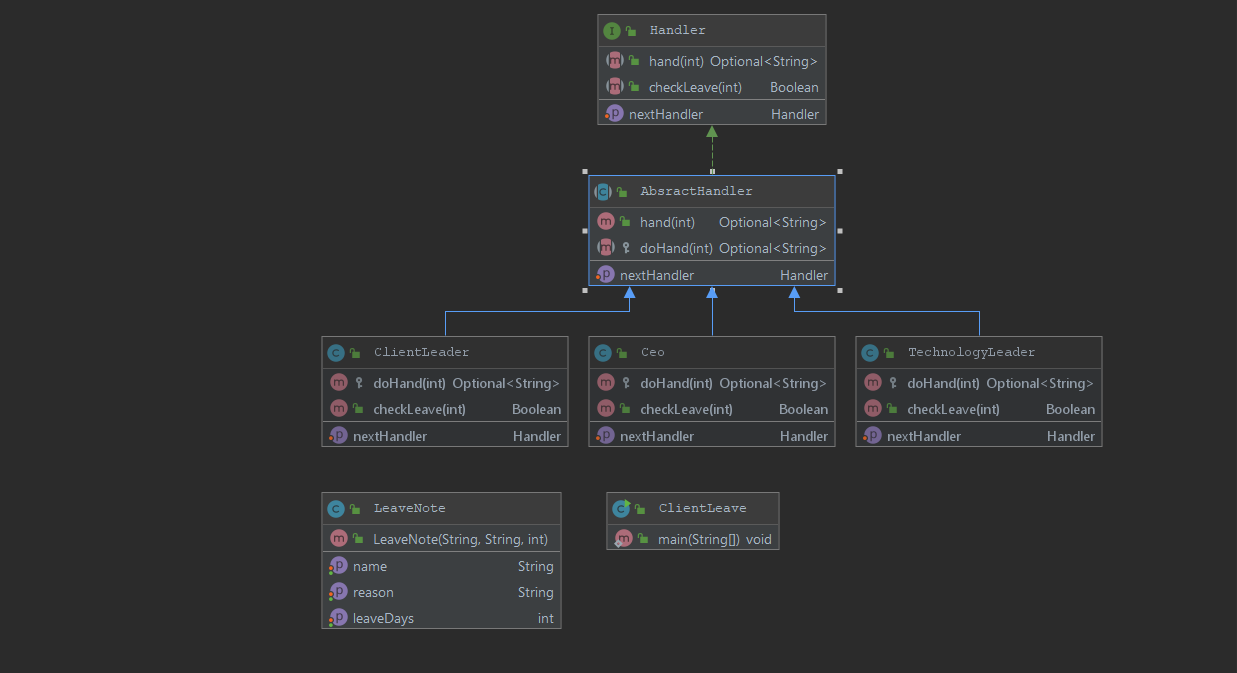 Handler
hand(int) Optional<String>
checkLeave(int) Boolean
nextHandler Handler
AbsractHandler
hand(int) Optional<String>
doHand(int) Optional<String>
nextHandler Handler
ClientLeader
doHand(int) Optional<String>
checkLeave(int) Boolean
nextHandler Handler
Ceo
doHand(int) Optional<String>
checkLeave(int) Boolean
nextHandler Handler
TechnologyLeader
doHand(int) Optional<String>
checkLeave(int) Boolean
nextHandler Handler
LeaveNote
LeaveNote(String, String, int)
name String
reason String
leaveDays int
ClientLeave
main(String[]) void